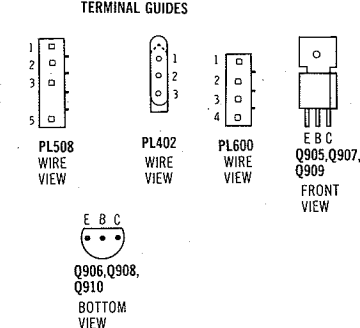 TERMINAL GUIDES
1
2
3
5
PL508
WIRE
VIEW
1
2
3
PL402
WIRE
VIEW
1
2
3
4
PL600
WIRE
VIEW
E B C
Q905,Q907,
Q909
FRONT
VIEW
E B C
Q906,Q908,
Q910
BOTTOM
VIEW